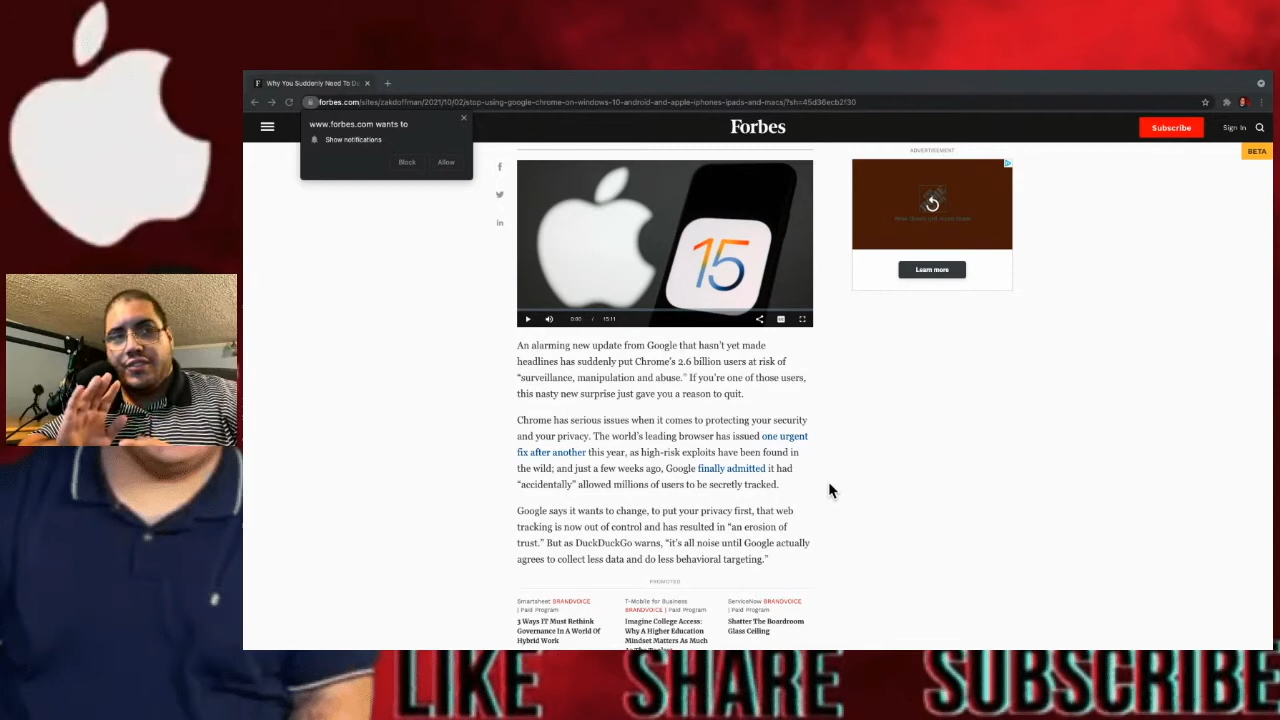 Why You Suddenly Need To De
forbes.com/sites/zakdoffman/2021/10/02/stop-using-google-chrome-on-windows-10-android-and-apple-iphones-ipads-and-macs/?sh=45d36ecb2f30
www.forbes.com wants to
Show notifications
Block Allow
Forbes
Subscribe
Sign In
BETA
ADVERTISEMENT
15
Learn more
0:00 / 15:11
An alarming new update from Google that hasn't yet made
headlines has suddenly put Chrome's 2.6 billion users at risk of
"surveillance, manipulation and abuse." If you're one of those users,
this nasty new surprise just gave you a reason to quit.
Chrome has serious issues when it comes to protecting your security
and your privacy. The world's leading browser has issued one urgent
fix after another this year, as high-risk exploits have been found in
the wild; and just a few weeks ago, Google finally admitted it had
"accidentally" allowed millions of users to be secretly tracked.
Google says it wants to change, to put your privacy first, that web
tracking is now out of control and has resulted in "an erosion of
trust." But as DuckDuckGo warns, "it's all noise until Google actually
agrees to collect less data and do less behavioral targeting."
PROMOTED
Smartsheet BRANDVOICE
| Paid Program
3 Ways IT Must Rethink
Governance In A World Of
Hybrid Work
T-Mobile for Business
BRANDVOICE | Paid Program
Imagine College Access:
Why A Higher Education
Mindset Matters As Much
ServiceNow BRANDVOICE
| Paid Program
Shatter The Boardroom
Glass Ceiling
LIKE SHARE SUBSCRIBE